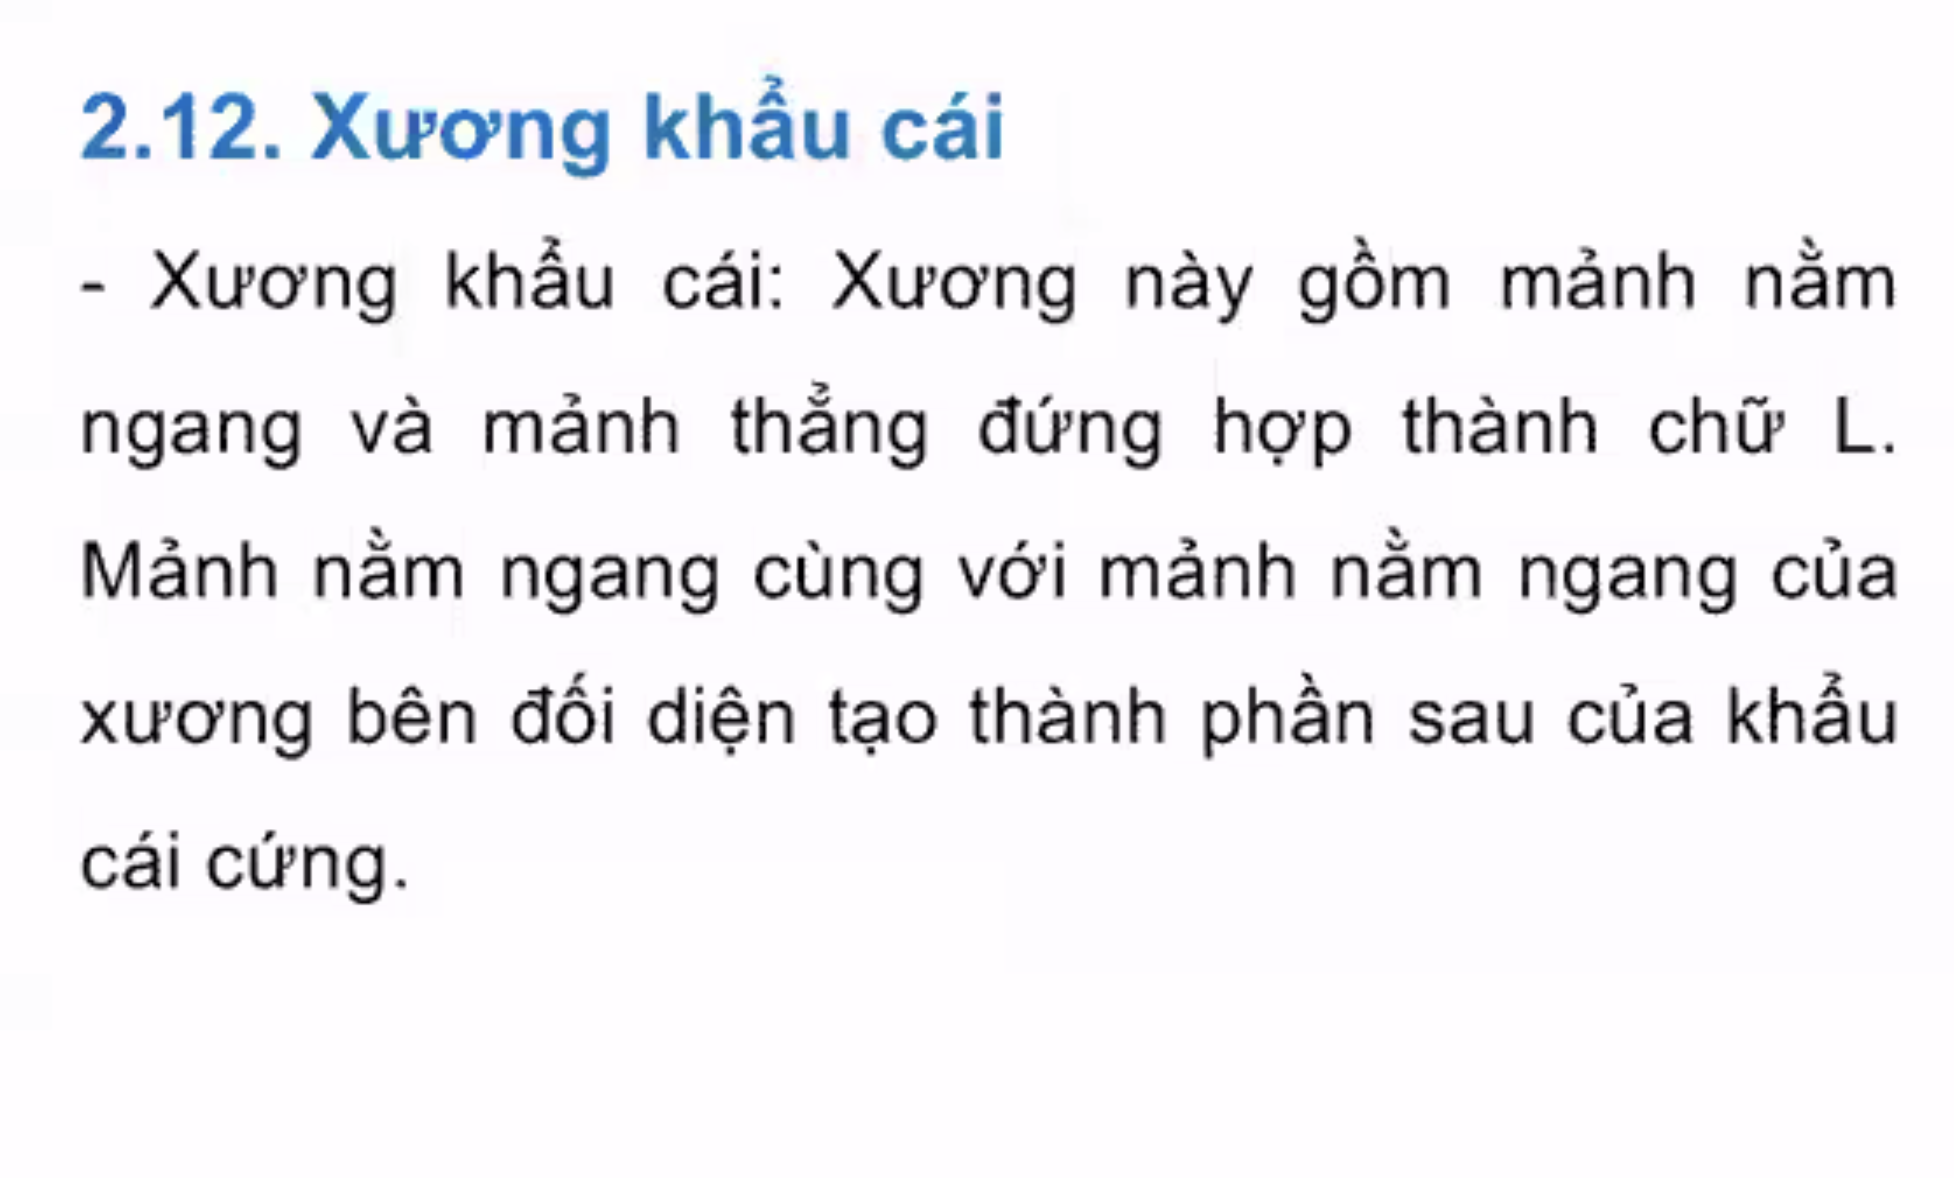 2.12. Xương khẩu cái
- Xương khẩu cái: Xương này gồm mảnh nằm
ngang và mảnh thẳng đứng hợp thành chữ L.
Mảnh nằm ngang cùng với mảnh nằm ngang của
xương bên đối diện tạo thành phần sau của khẩu
cái cứng.